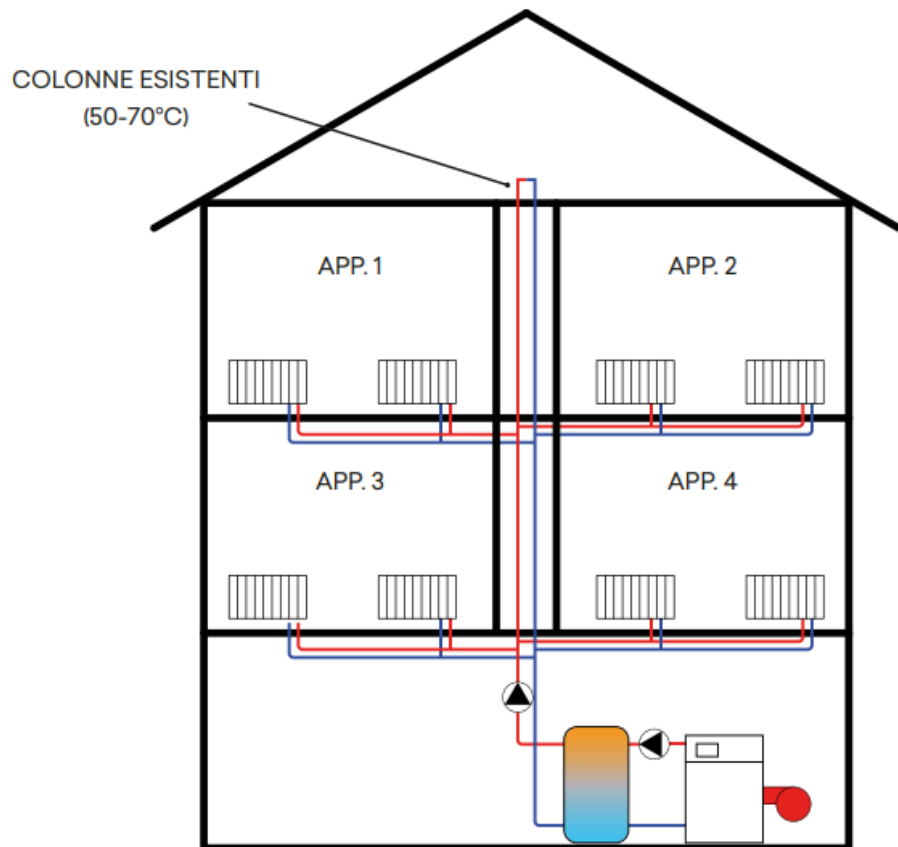 COLONNE ESISTENTI
(50-70°C)
APP. 1
APP. 2
APP. 3
APP. 4